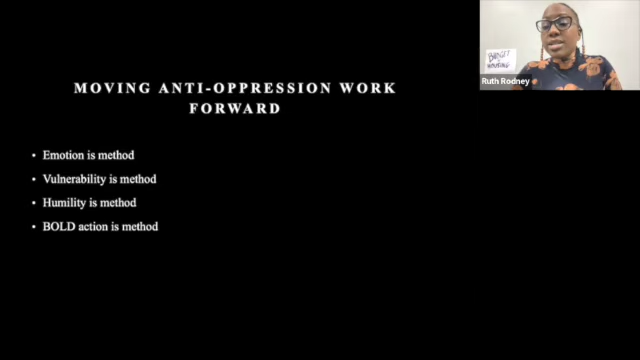 MOVING ANTI-OPPRESSION WORK
FORWARD
• Emotion is method
• Vulnerability is method
• Humility is method
• BOLD action is method
Ruth Rodney